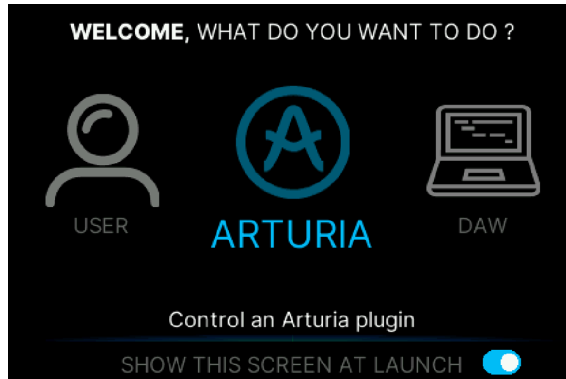 WELCOME, WHAT DO YOU WANT TO DO ?
USER
ARTURIA
DAW
Control an Arturia plugin
SHOW THIS SCREEN AT LAUNCH